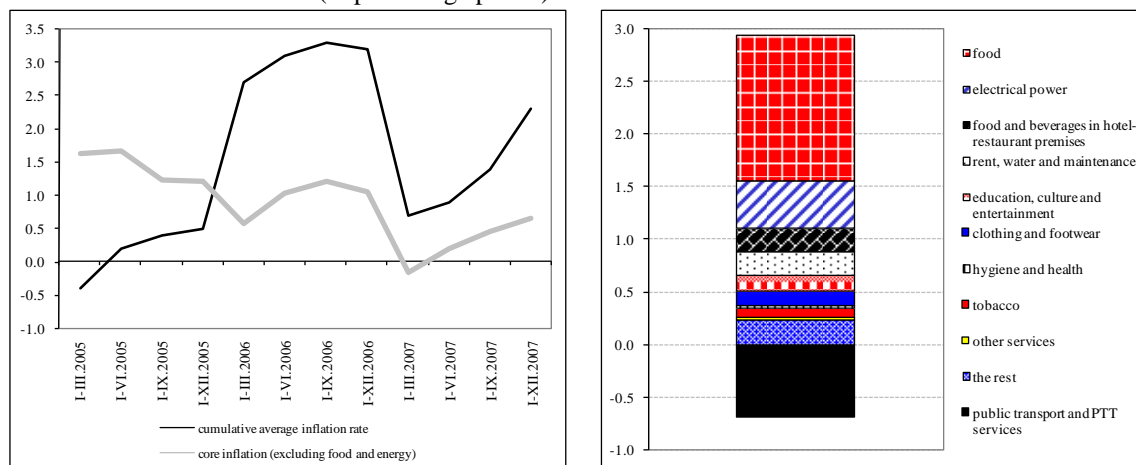 3.5
3.0
2.5
2.0
1.5
1.0
0.5
0.0
-0.5
-1.0
I-III.2005
I-VI.2005
I-IX.2005
I-XII.2005
I-III.2006
I-VI.2006
I-IX.2006
I-XII.2006
I-III.2007
I-VI.2007
I-IX.2007
I-XII.2007
cumulative average inflation rate
core inflation (excluding food and energy)
3.0
2.5
2.0
1.5
1.0
0.5
0.0
-0.5
-1.0
food
electrical power
food and beverages in hotel-
restaurant premises
rent, water and maintenance
education, culture and
entertainment
clothing and footwear
hygiene and health
tobacco
other services
the rest
public transport and PTT
services